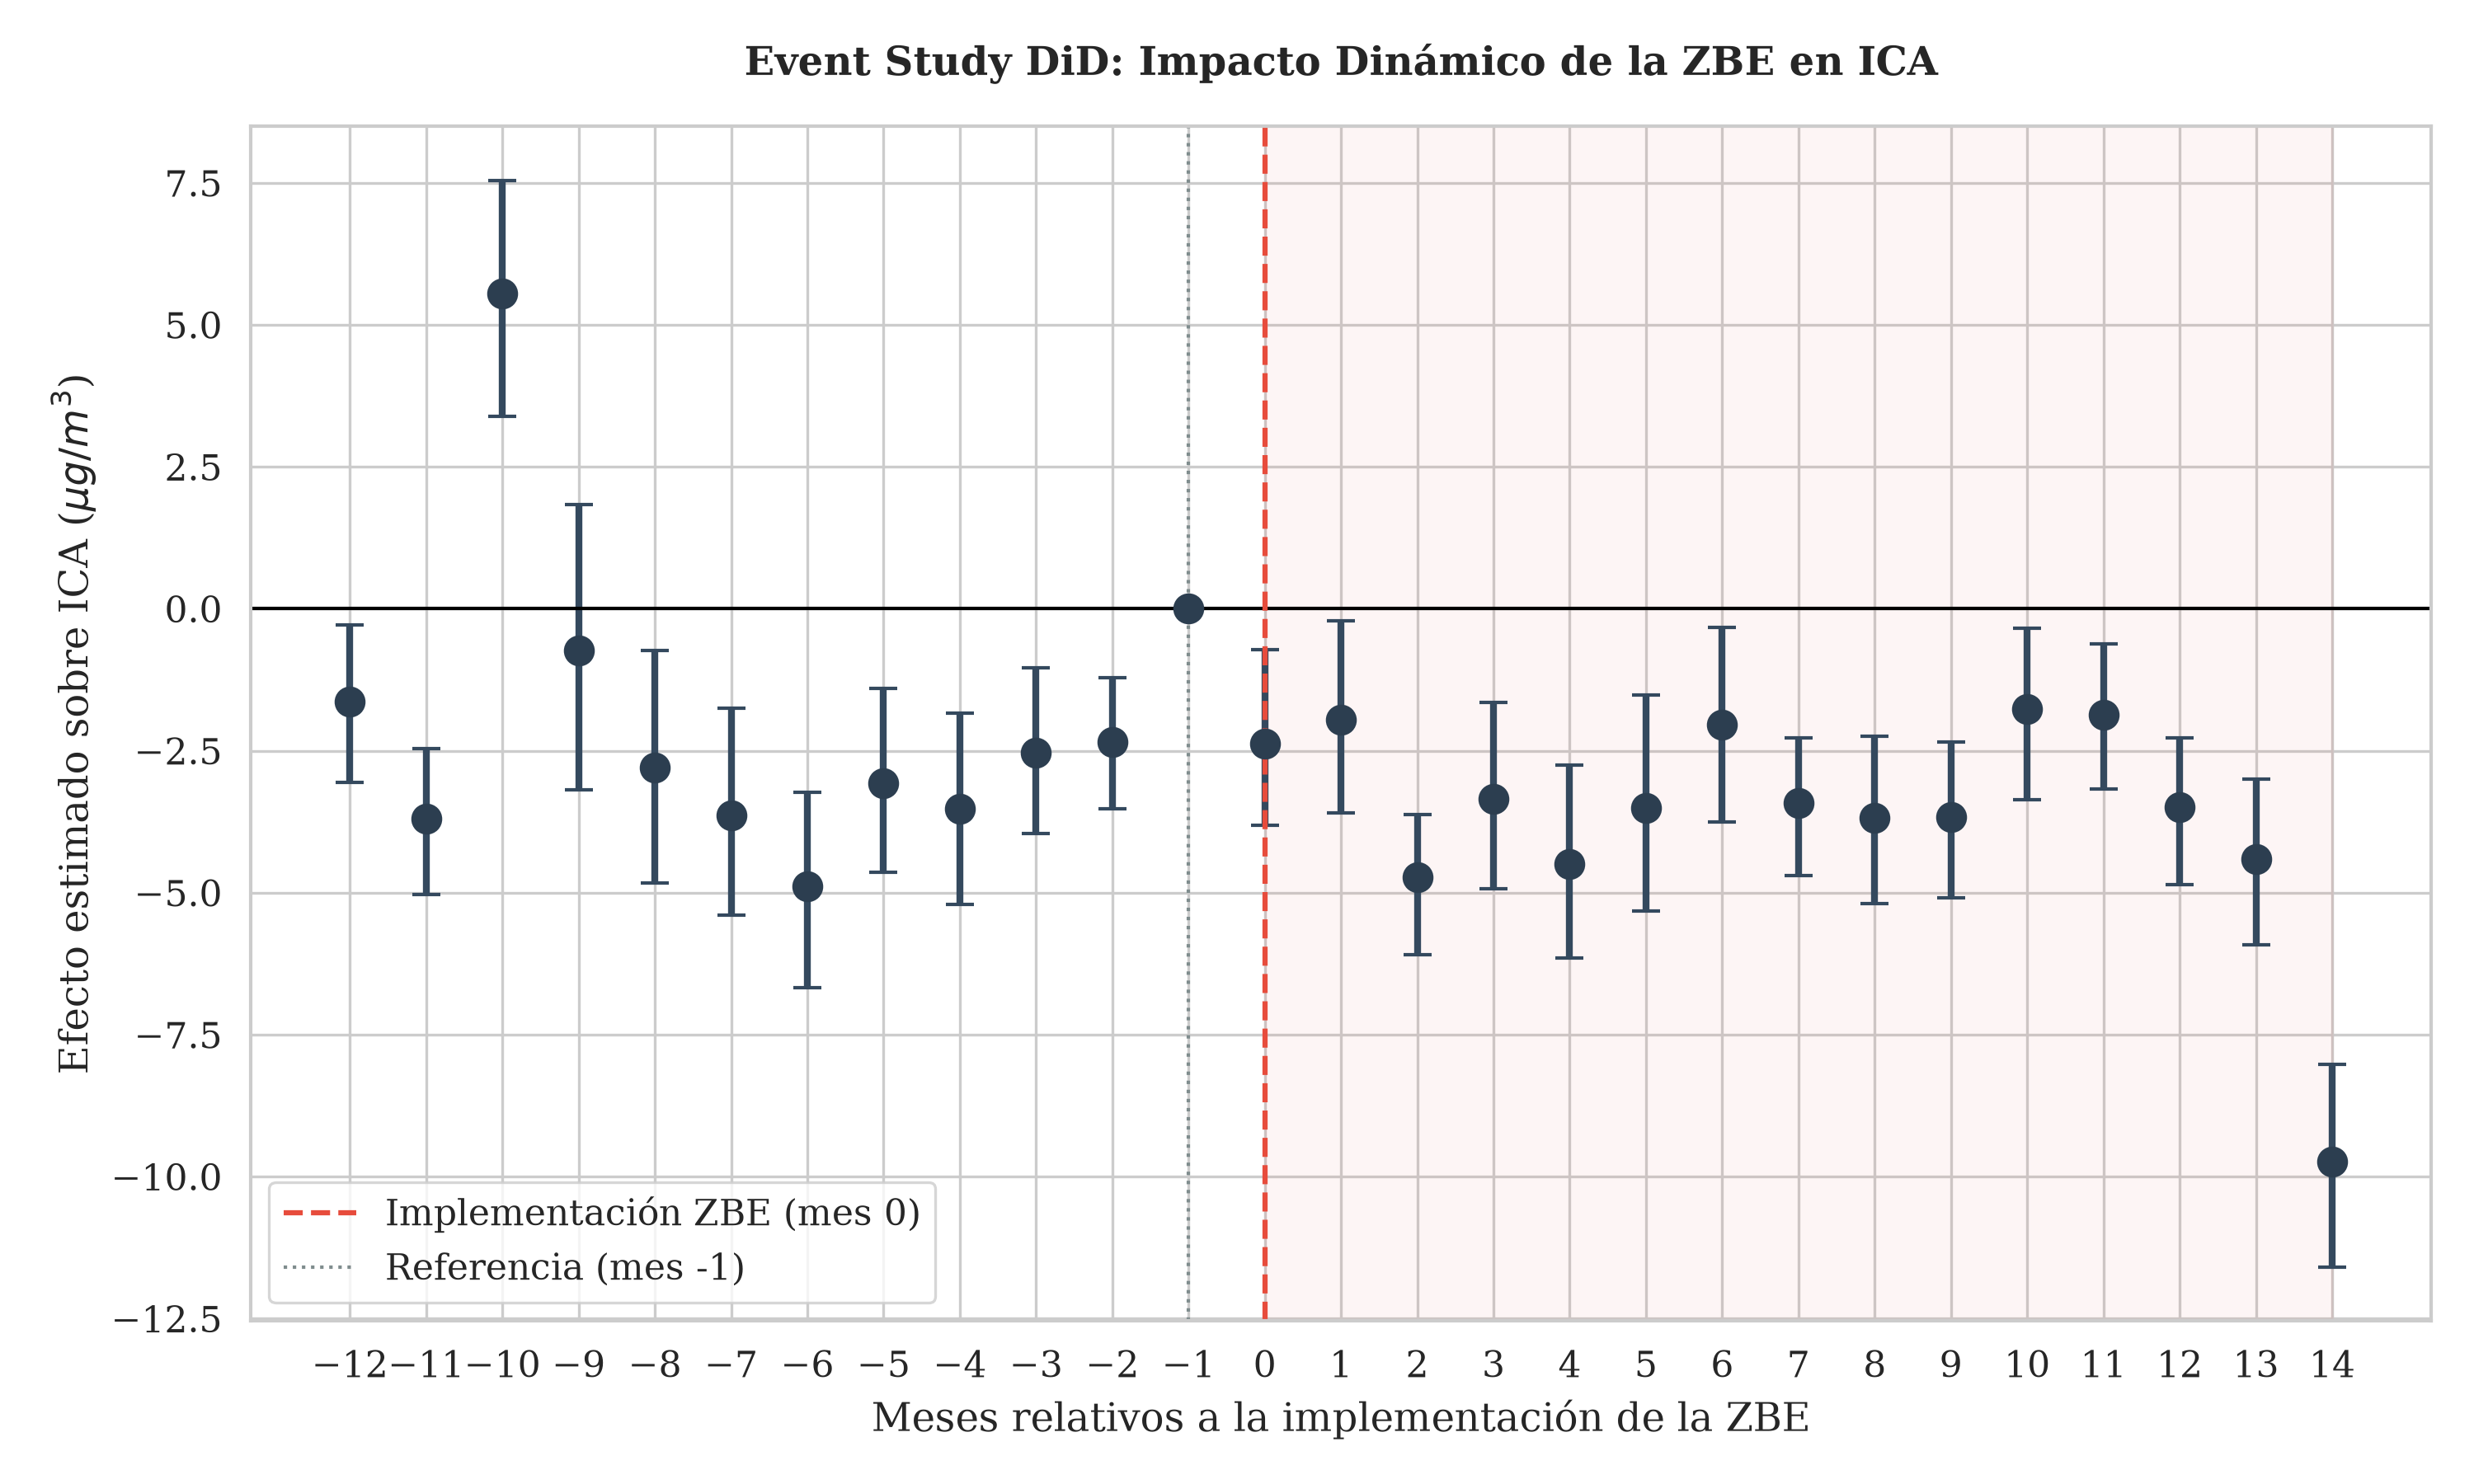 Event Study DiD: Impacto Dinámico de la ZBE en ICA
Efecto estimado sobre ICA (μg/m³)
7.5
5.0
2.5
0.0
−2.5
−5.0
−7.5
−10.0
−12.5
Implementación ZBE (mes 0)
Referencia (mes -1)
−12 −11 −10 −9 −8 −7 −6 −5 −4 −3 −2 −1 0 1 2 3 4 5 6 7 8 9 10 11 12 13 14
Meses relativos a la implementación de la ZBE